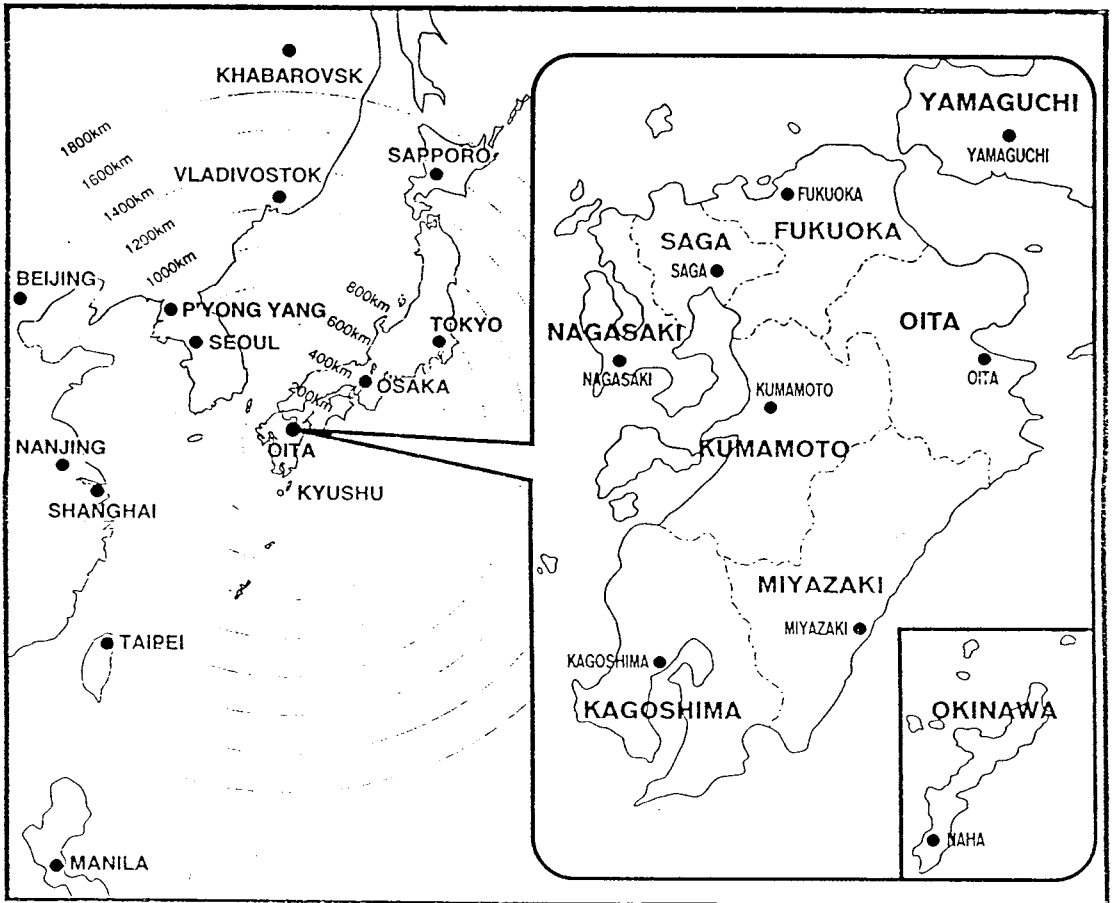 KHABAROVSK
1800km
1600km
1400km
1200km
1000km
VLADIVOSTOK
SAPPORO
BEIJING
P'YONG YANG
SEOUL
800km
600km
400km
200km
TOKYO
OSAKA
OITA
KYUSHU
NANJING
SHANGHAI
TAIPEI
MANILA
YAMAGUCHI
YAMAGUCHI
FUKUOKA
FUKUOKA
SAGA
SAGA
OITA
OITA
NAGASAKI
NAGASAKI
KUMAMOTO
KUMAMOTO
MIYAZAKI
MIYAZAKI
KAGOSHIMA
KAGOSHIMA
OKINAWA
NAHA